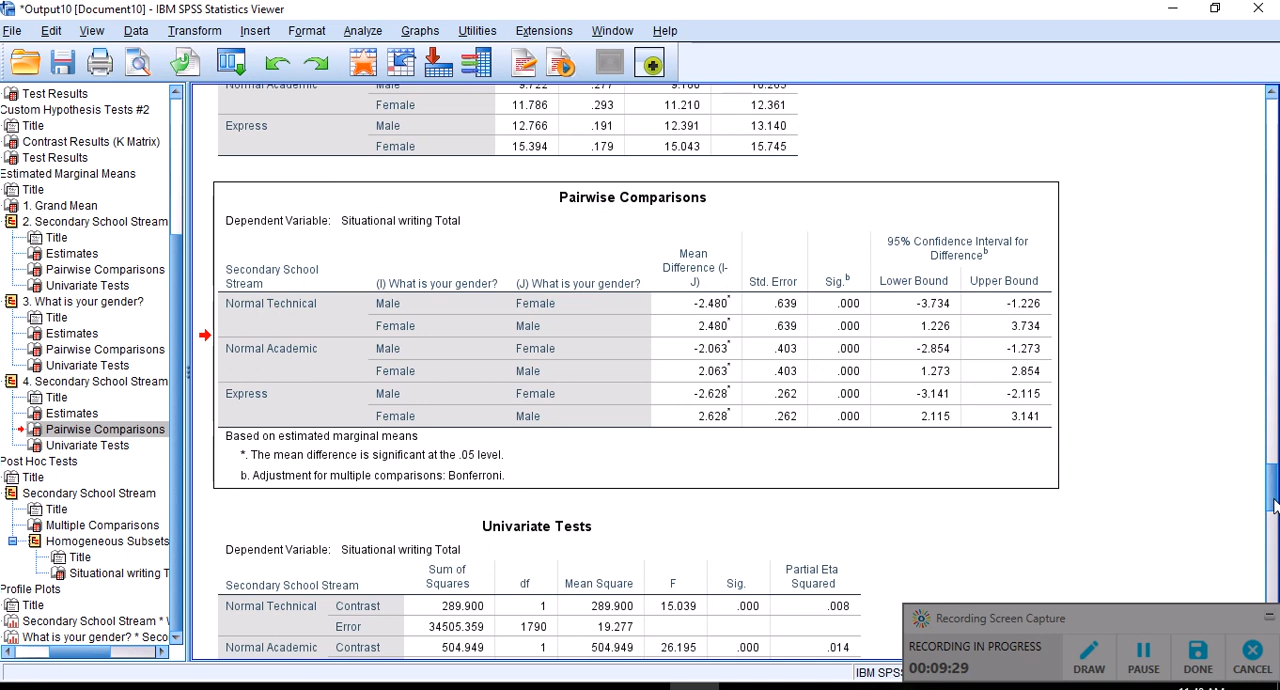 *Output10 [Document10] - IBM SPSS Statistics Viewer
File Edit View Data Transform Insert Format Analyze Graphs Utilities Extensions Window Help
Test Results
Custom Hypothesis Tests #2
Title
Contrast Results (K Matrix)
Test Results
Estimated Marginal Means
Title
1. Grand Mean
2. Secondary School Stream
Title
Estimates
Pairwise Comparisons
Univariate Tests
3. What is your gender?
Title
Estimates
Pairwise Comparisons
Univariate Tests
4. Secondary School Stream
Title
Estimates
Pairwise Comparisons
Univariate Tests
Post Hoc Tests
Title
Secondary School Stream
Title
Multiple Comparisons
Homogeneous Subsets
Title
Situational writing T
Profile Plots
Title
Secondary School Stream *
What is your gender? * Seco
Normal Academic Male
Female 11.786 .293 11.210 12.361
Express Male 12.766 .191 12.391 13.140
Female 15.394 .179 15.043 15.745
Pairwise Comparisons
Dependent Variable: Situational writing Total
Secondary School Stream (I) What is your gender? (J) What is your gender? Mean Difference (I-J) Std. Error Sig.b 95% Confidence Interval for Differenceb
Lower Bound Upper Bound
Normal Technical Male Female -2.480* .639 .000 -3.734 -1.226
Female Male 2.480* .639 .000 1.226 3.734
Normal Academic Male Female -2.063* .403 .000 -2.854 -1.273
Female Male 2.063* .403 .000 1.273 2.854
Express Male Female -2.628* .262 .000 -3.141 -2.115
Female Male 2.628* .262 .000 2.115 3.141
Based on estimated marginal means
*. The mean difference is significant at the .05 level.
b. Adjustment for multiple comparisons: Bonferroni.
Univariate Tests
Dependent Variable: Situational writing Total
Secondary School Stream Sum of Squares df Mean Square F Sig. Partial Eta Squared
Normal Technical Contrast 289.900 1 289.900 15.039 .000 .008
Error 34505.359 1790 19.277
Normal Academic Contrast 504.949 1 504.949 26.195 .000 .014
Recording Screen Capture
RECORDING IN PROGRESS
00:09:29
DRAW PAUSE DONE CANCEL
IBM SPSS